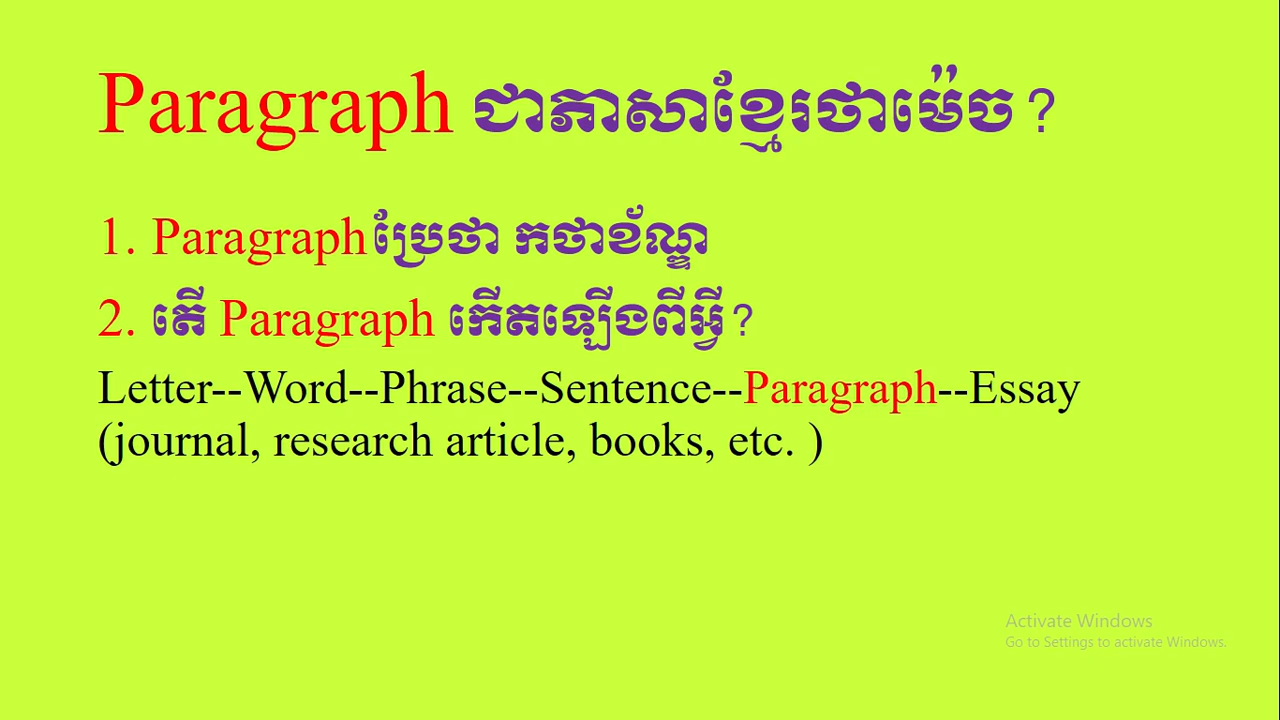 Paragraph ជាភាសាខ្មែរថាម៉េច?
1. Paragraph ប្រែថា កថាខ័ណ្ឌ
2. តើ Paragraph កើតឡើងពីអ្វី?
Letter--Word--Phrase--Sentence--Paragraph--Essay
(journal, research article, books, etc. )
Activate Windows
Go to Settings to activate Windows.